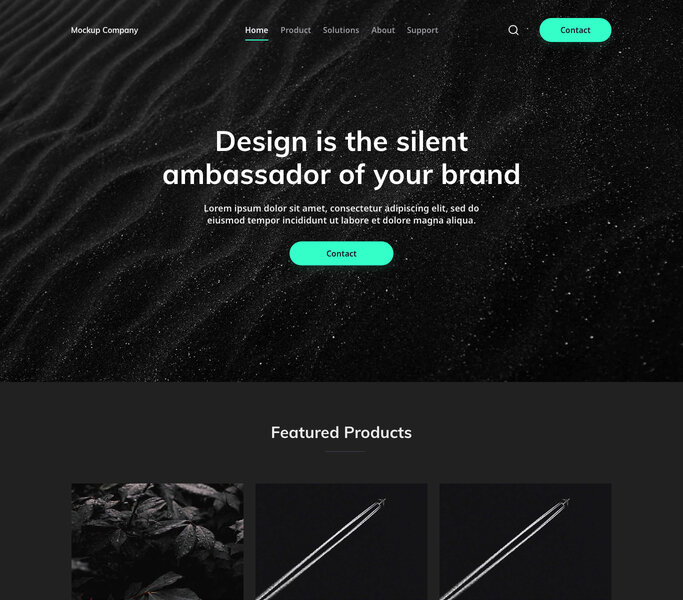 Mockup Company
Home Product Solutions About Support
Contact
Design is the silent
ambassador of your brand
Lorem ipsum dolor sit amet, consectetur adipiscing elit, sed do
eiusmod tempor incididunt ut labore et dolore magna aliqua.
Contact
Featured Products